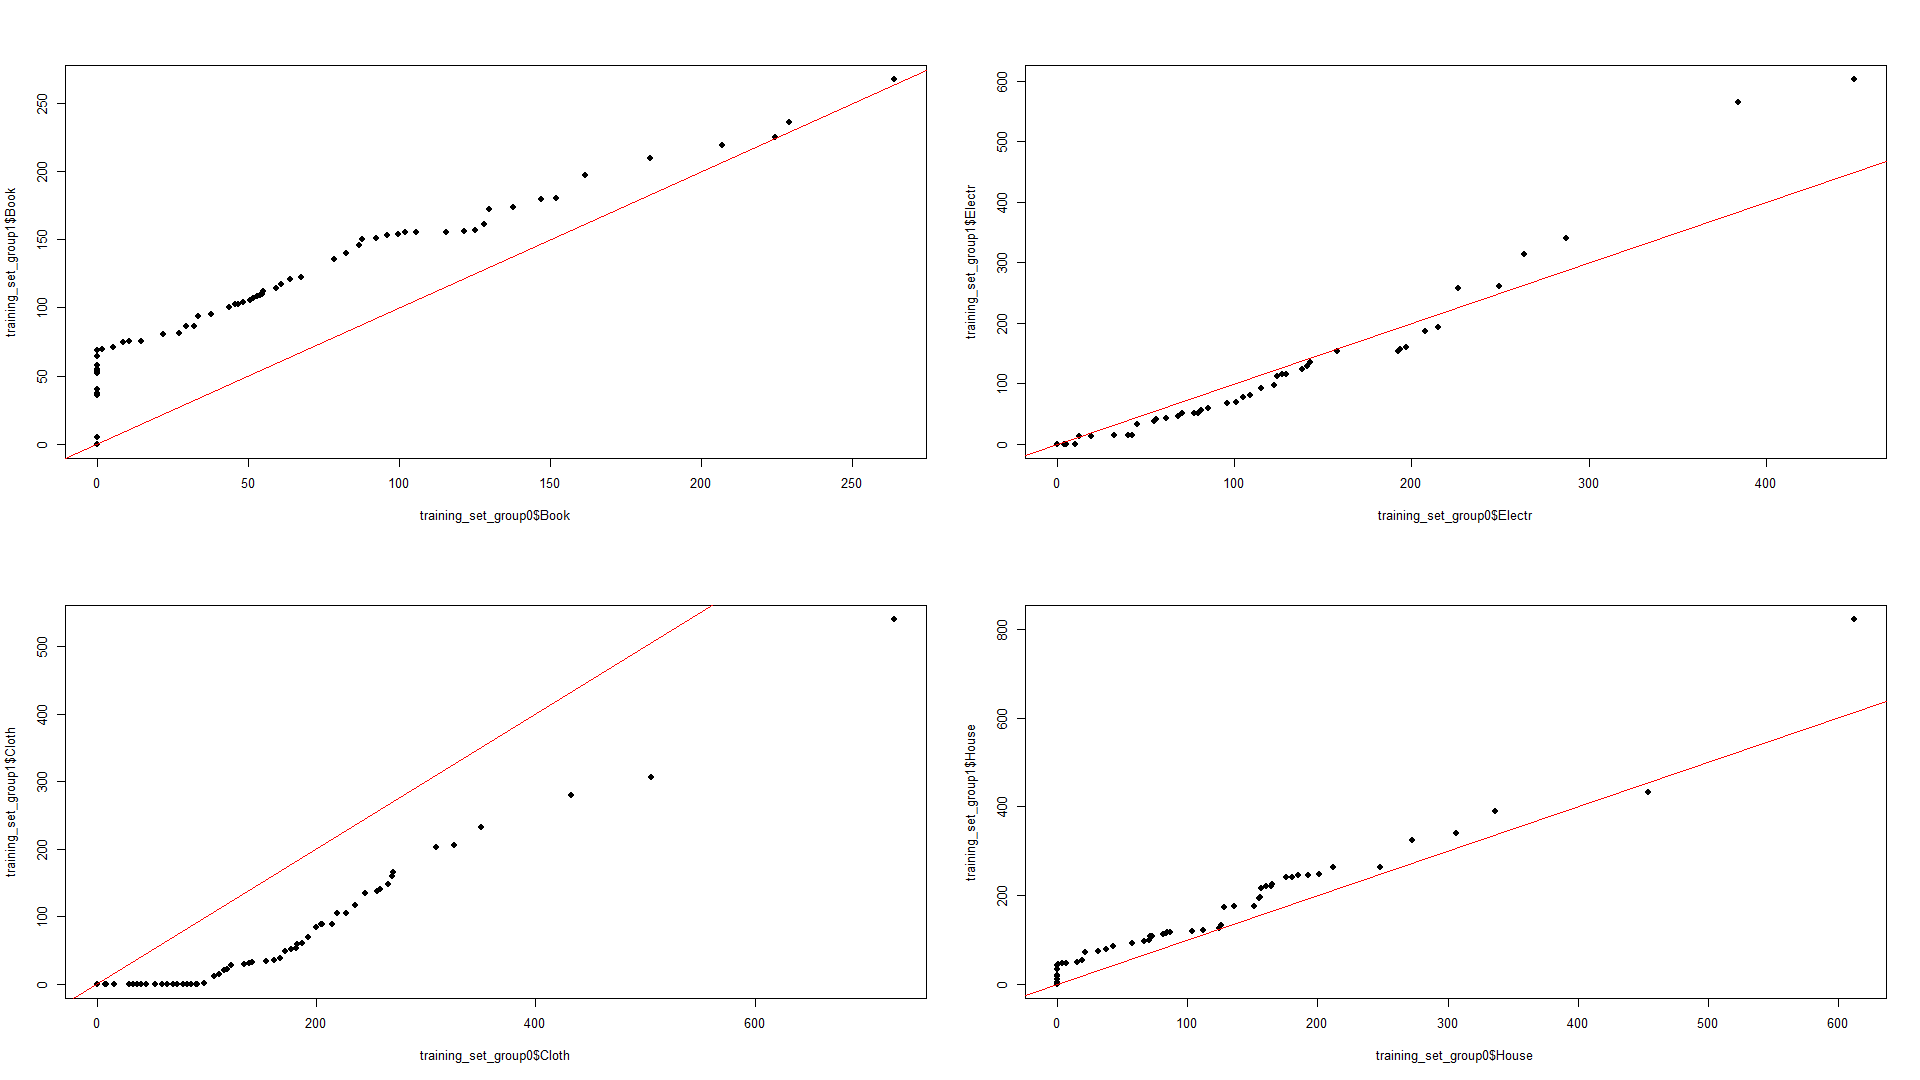 training_set_group1$Book
0 50 100 150 200 250
0 50 100 150 200 250
training_set_group0$Book
training_set_group1$Electr
0 100 200 300 400 500 600
0 100 200 300 400
training_set_group0$Electr
training_set_group1$Cloth
0 100 200 300 400 500
0 200 400 600
training_set_group0$Cloth
training_set_group1$House
0 200 400 600 800
0 100 200 300 400 500 600
training_set_group0$House